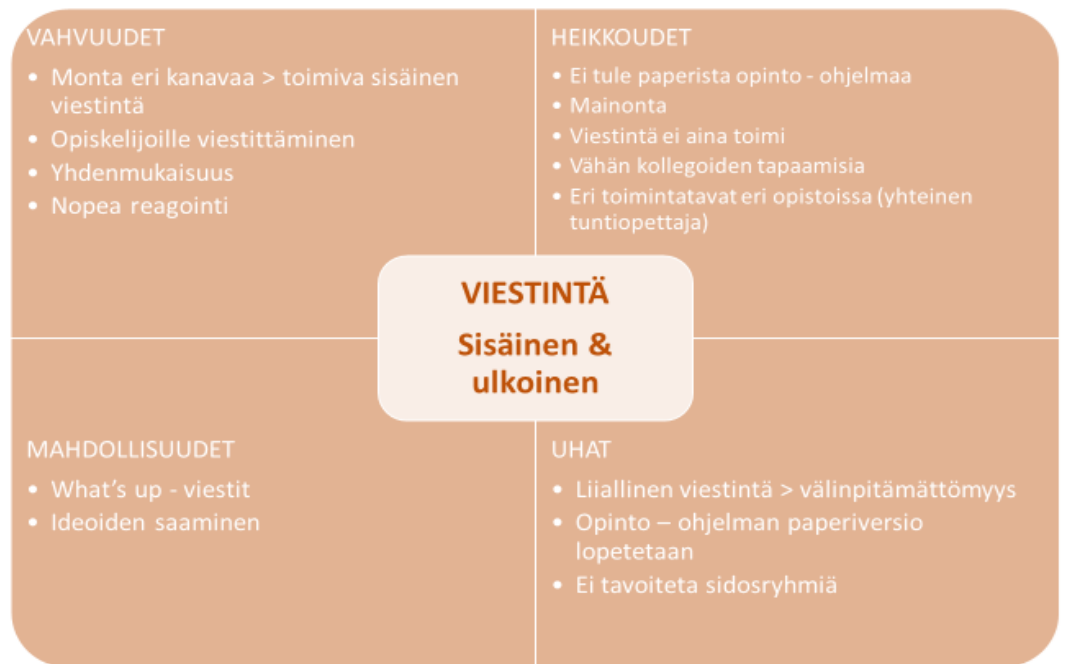 VAHVUUDET
• Monta eri kanavaa > toimiva sisäinen
viestintä
• Opiskelijoille viestittäminen
• Yhdenmukaisuus
• Nopea reagointi
HEIKKOUDET
• Ei tule paperista opinto - ohjelmaa
• Mainonta
• Viestintä ei aina toimi
• Vähän kollegoiden tapaamisia
• Eri toimintatavat eri opistoissa (yhteinen
tuntiopettaja)
VIESTINTÄ
Sisäinen &
ulkoinen
MAHDOLLISUUDET
• What’s up - viestit
• Ideoiden saaminen
UHAT
• Liiallinen viestintä > välinpitämättömyys
• Opinto – ohjelman paperiversio
lopetetaan
• Ei tavoiteta sidosryhmiä